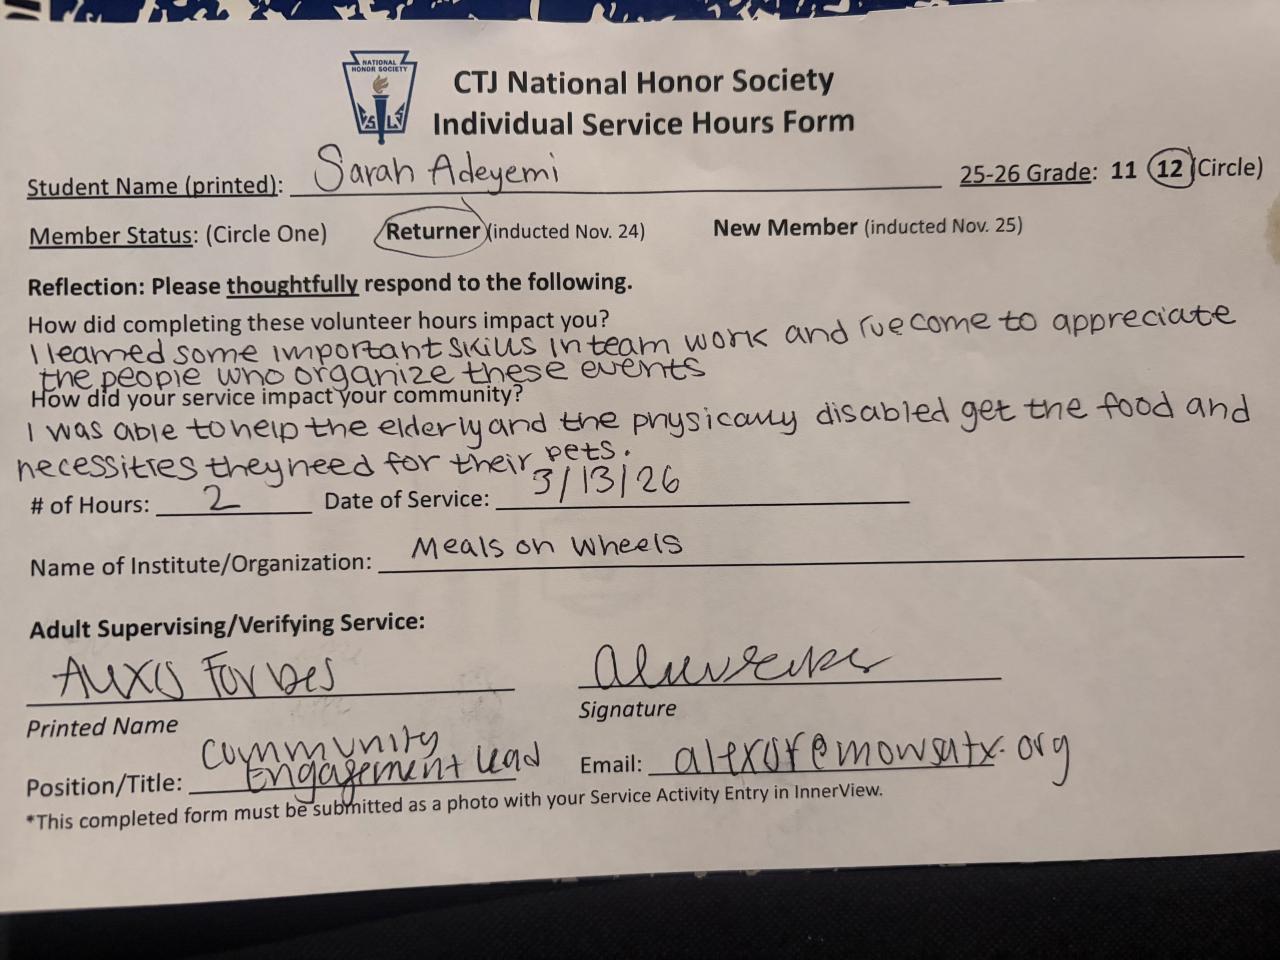 NATIONAL
HONOR SOCIETY
S L
CTJ National Honor Society
Individual Service Hours Form
Student Name (printed): Sarah Adeyemi 25-26 Grade: 11 12 (Circle)
Member Status: (Circle One) Returner (inducted Nov. 24) New Member (inducted Nov. 25)
Reflection: Please thoughtfully respond to the following.
How did completing these volunteer hours impact you?
I learned some important skills in team work and I've come to appreciate
the people who organize these events
How did your service impact your community?
I was able to help the elderly and the physically disabled get the food and
necessities they need for their pets.
# of Hours: 2 Date of Service: 3/13/26
Name of Institute/Organization: Meals on Wheels
Adult Supervising/Verifying Service:
Alexis Forbes
Printed Name Signature
Position/Title: Community Engagement Lead Email: @mowsatx.org
*This completed form must be submitted as a photo with your Service Activity Entry in InnerView.